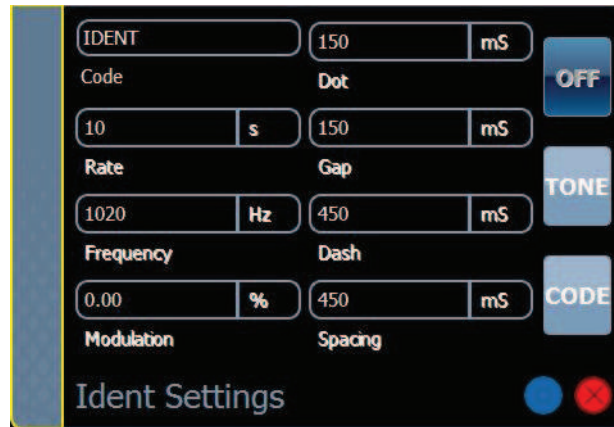 IDENT 150 mS
Code Dot OFF
10 s 150 mS
Rate Gap
TONE
1020 Hz 450 mS
Frequency Dash
0.00 % 450 mS CODE
Modulation Spacing
Ident Settings